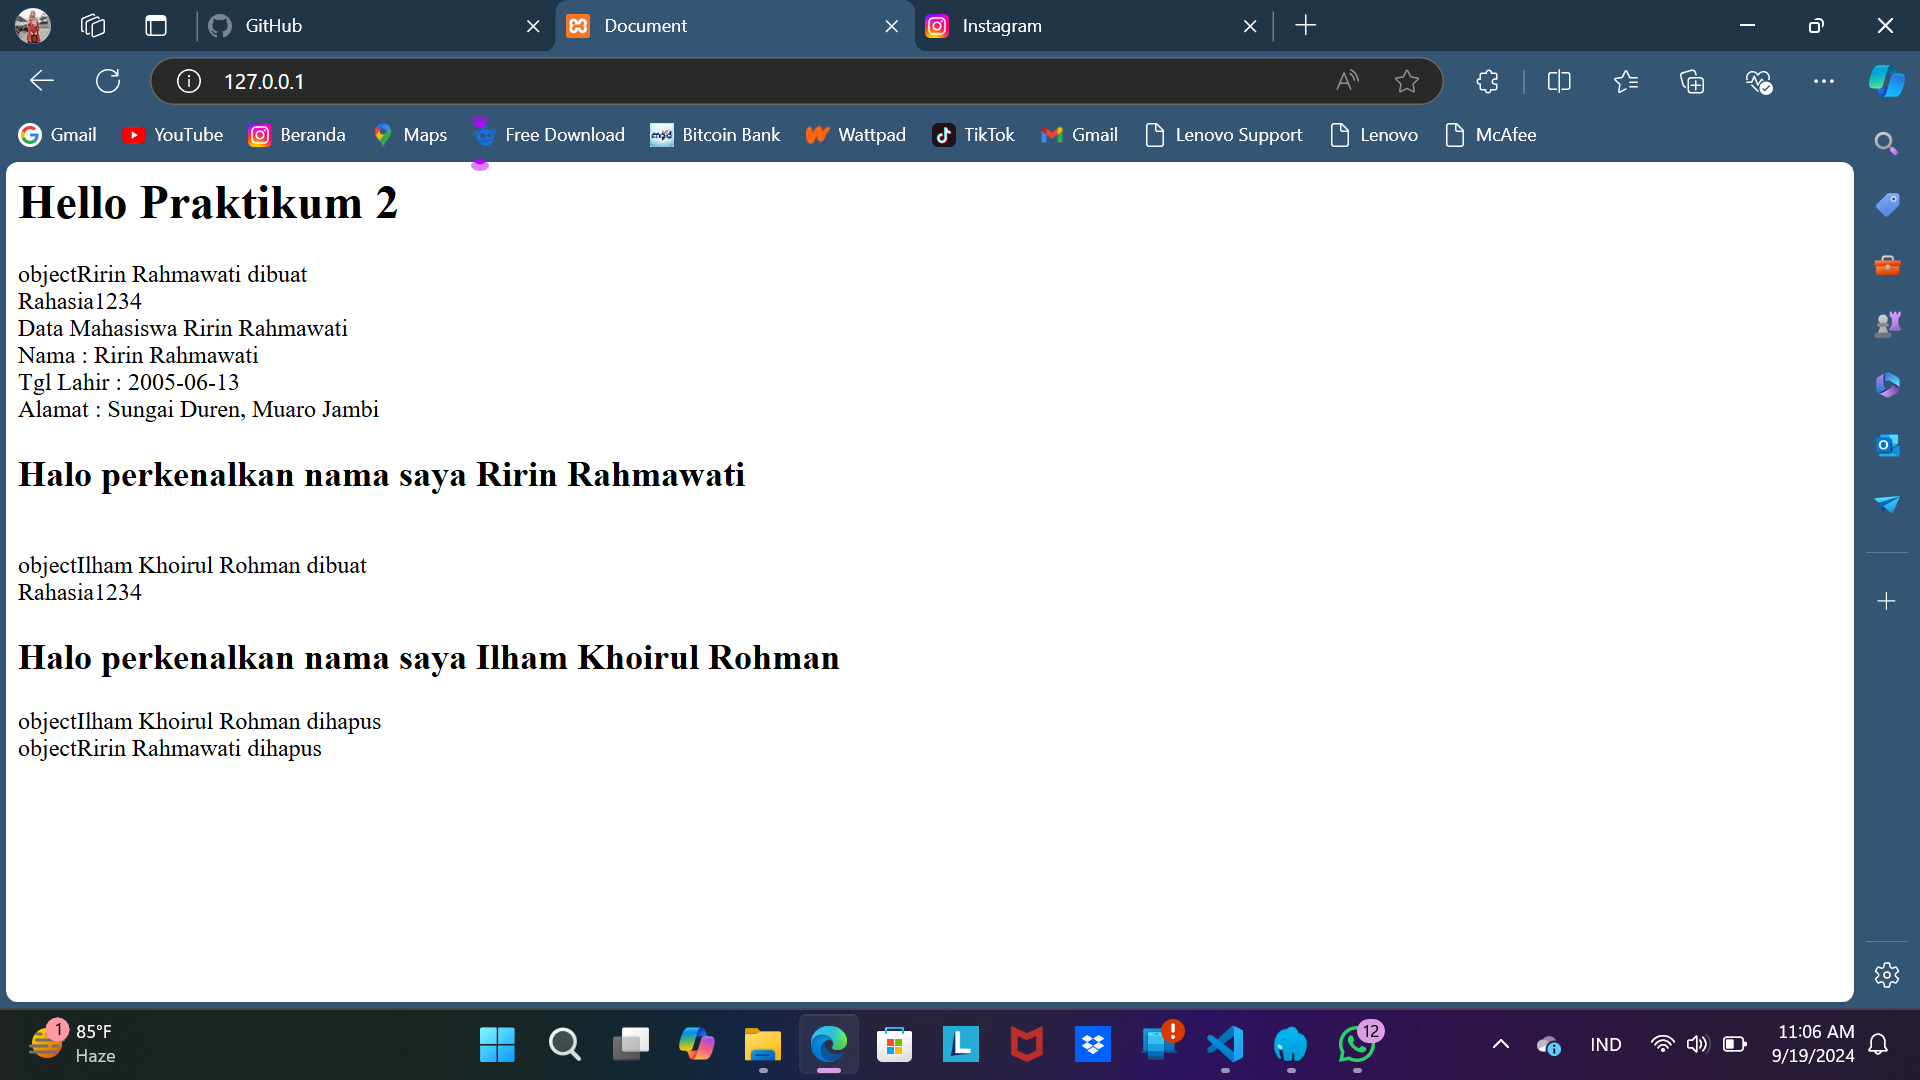 GitHub
Document
Instagram
127.0.0.1
Gmail YouTube Beranda Maps Free Download Bitcoin Bank Wattpad TikTok Gmail Lenovo Support Lenovo McAfee
Hello Praktikum 2
objectRirin Rahmawati dibuat
Rahasia1234
Data Mahasiswa Ririn Rahmawati
Nama : Ririn Rahmawati
Tgl Lahir : 2005-06-13
Alamat : Sungai Duren, Muaro Jambi
Halo perkenalkan nama saya Ririn Rahmawati
objectIlham Khoirul Rohman dibuat
Rahasia1234
Halo perkenalkan nama saya Ilham Khoirul Rohman
objectIlham Khoirul Rohman dihapus
objectRirin Rahmawati dihapus
1
85°F
Haze
12
IND
11:06 AM
9/19/2024